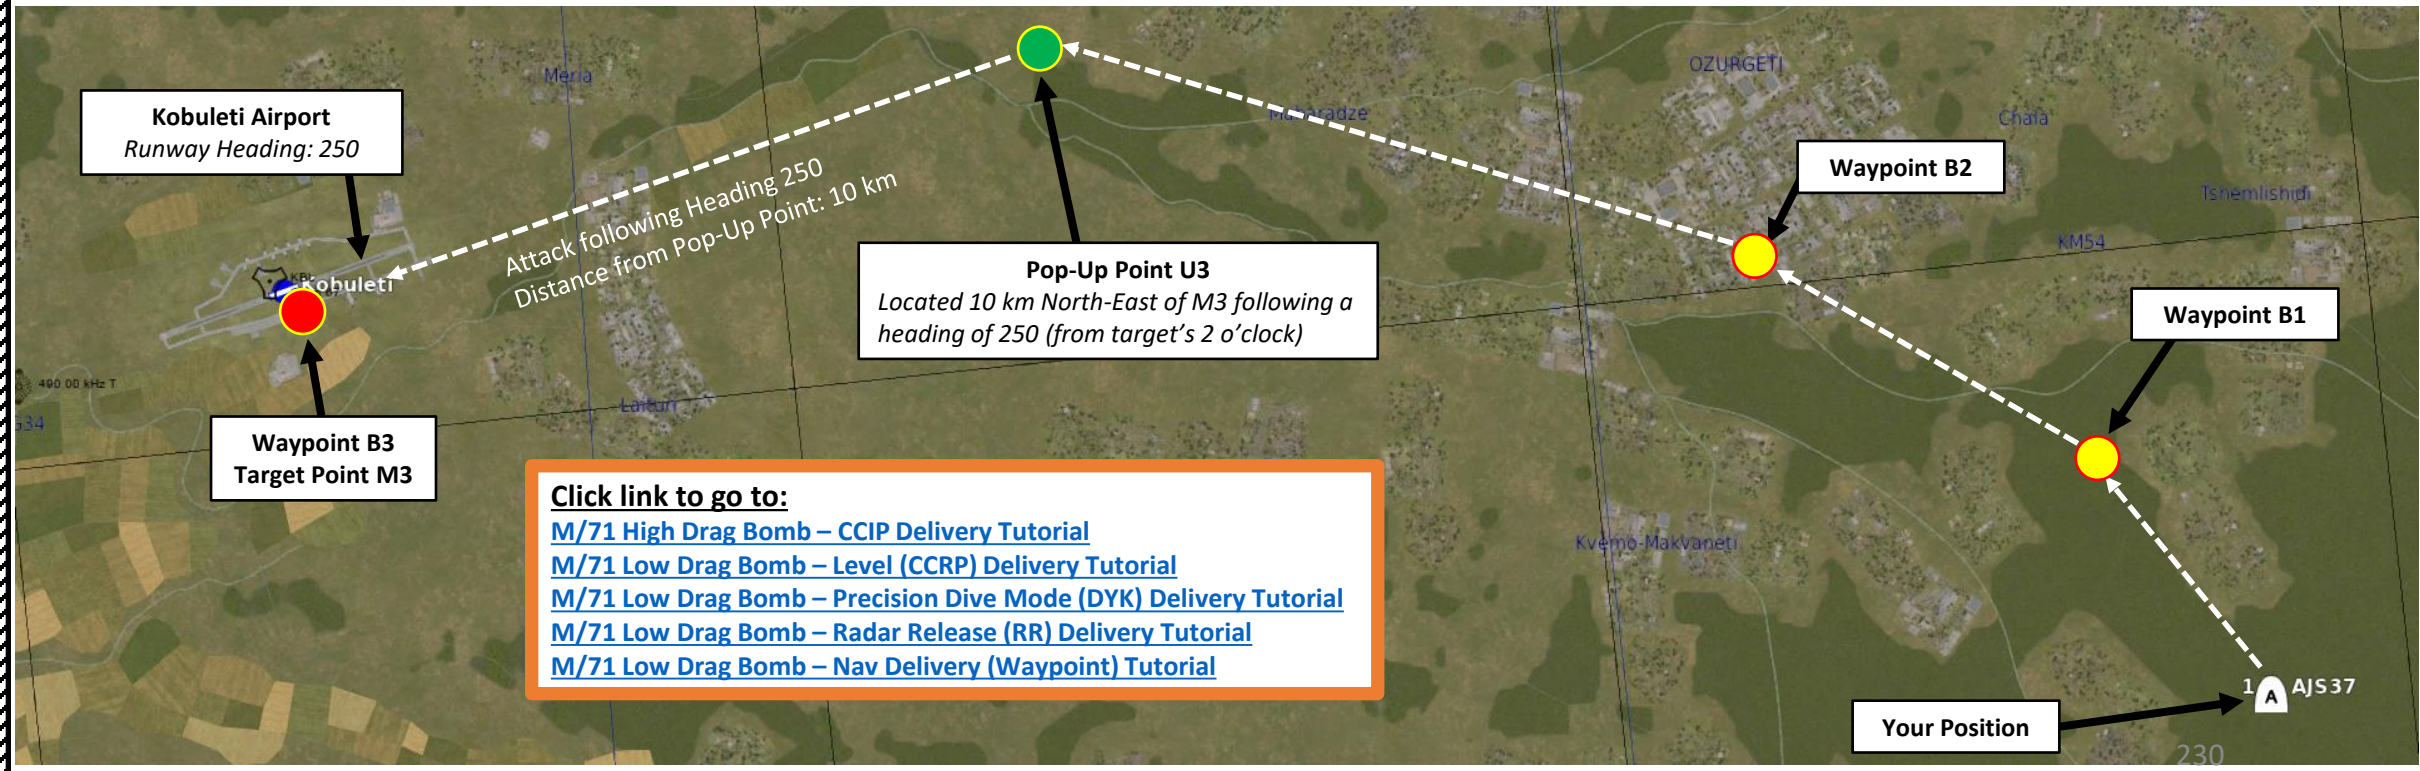 Meria
OZURGETI
Kobuleti Airport
Runway Heading: 250
Maharadze
Chala
Waypoint B2
Tshemlishidi
Attack following Heading 250
Distance from Pop-Up Point: 10 km
KM54
Pop-Up Point U3
Located 10 km North-East of M3 following a
heading of 250 (from target’s 2 o’clock)
KBL
Kobuleti
67
Waypoint B1
490.00 kHz T
G34
Laituri
Waypoint B3
Target Point M3
Click link to go to:
M/71 High Drag Bomb – CCIP Delivery Tutorial
M/71 Low Drag Bomb – Level (CCRP) Delivery Tutorial
M/71 Low Drag Bomb – Precision Dive Mode (DYK) Delivery Tutorial
M/71 Low Drag Bomb – Radar Release (RR) Delivery Tutorial
M/71 Low Drag Bomb – Nav Delivery (Waypoint) Tutorial
Kvemo-Makvaneti
1 A AJS37
Your Position
230